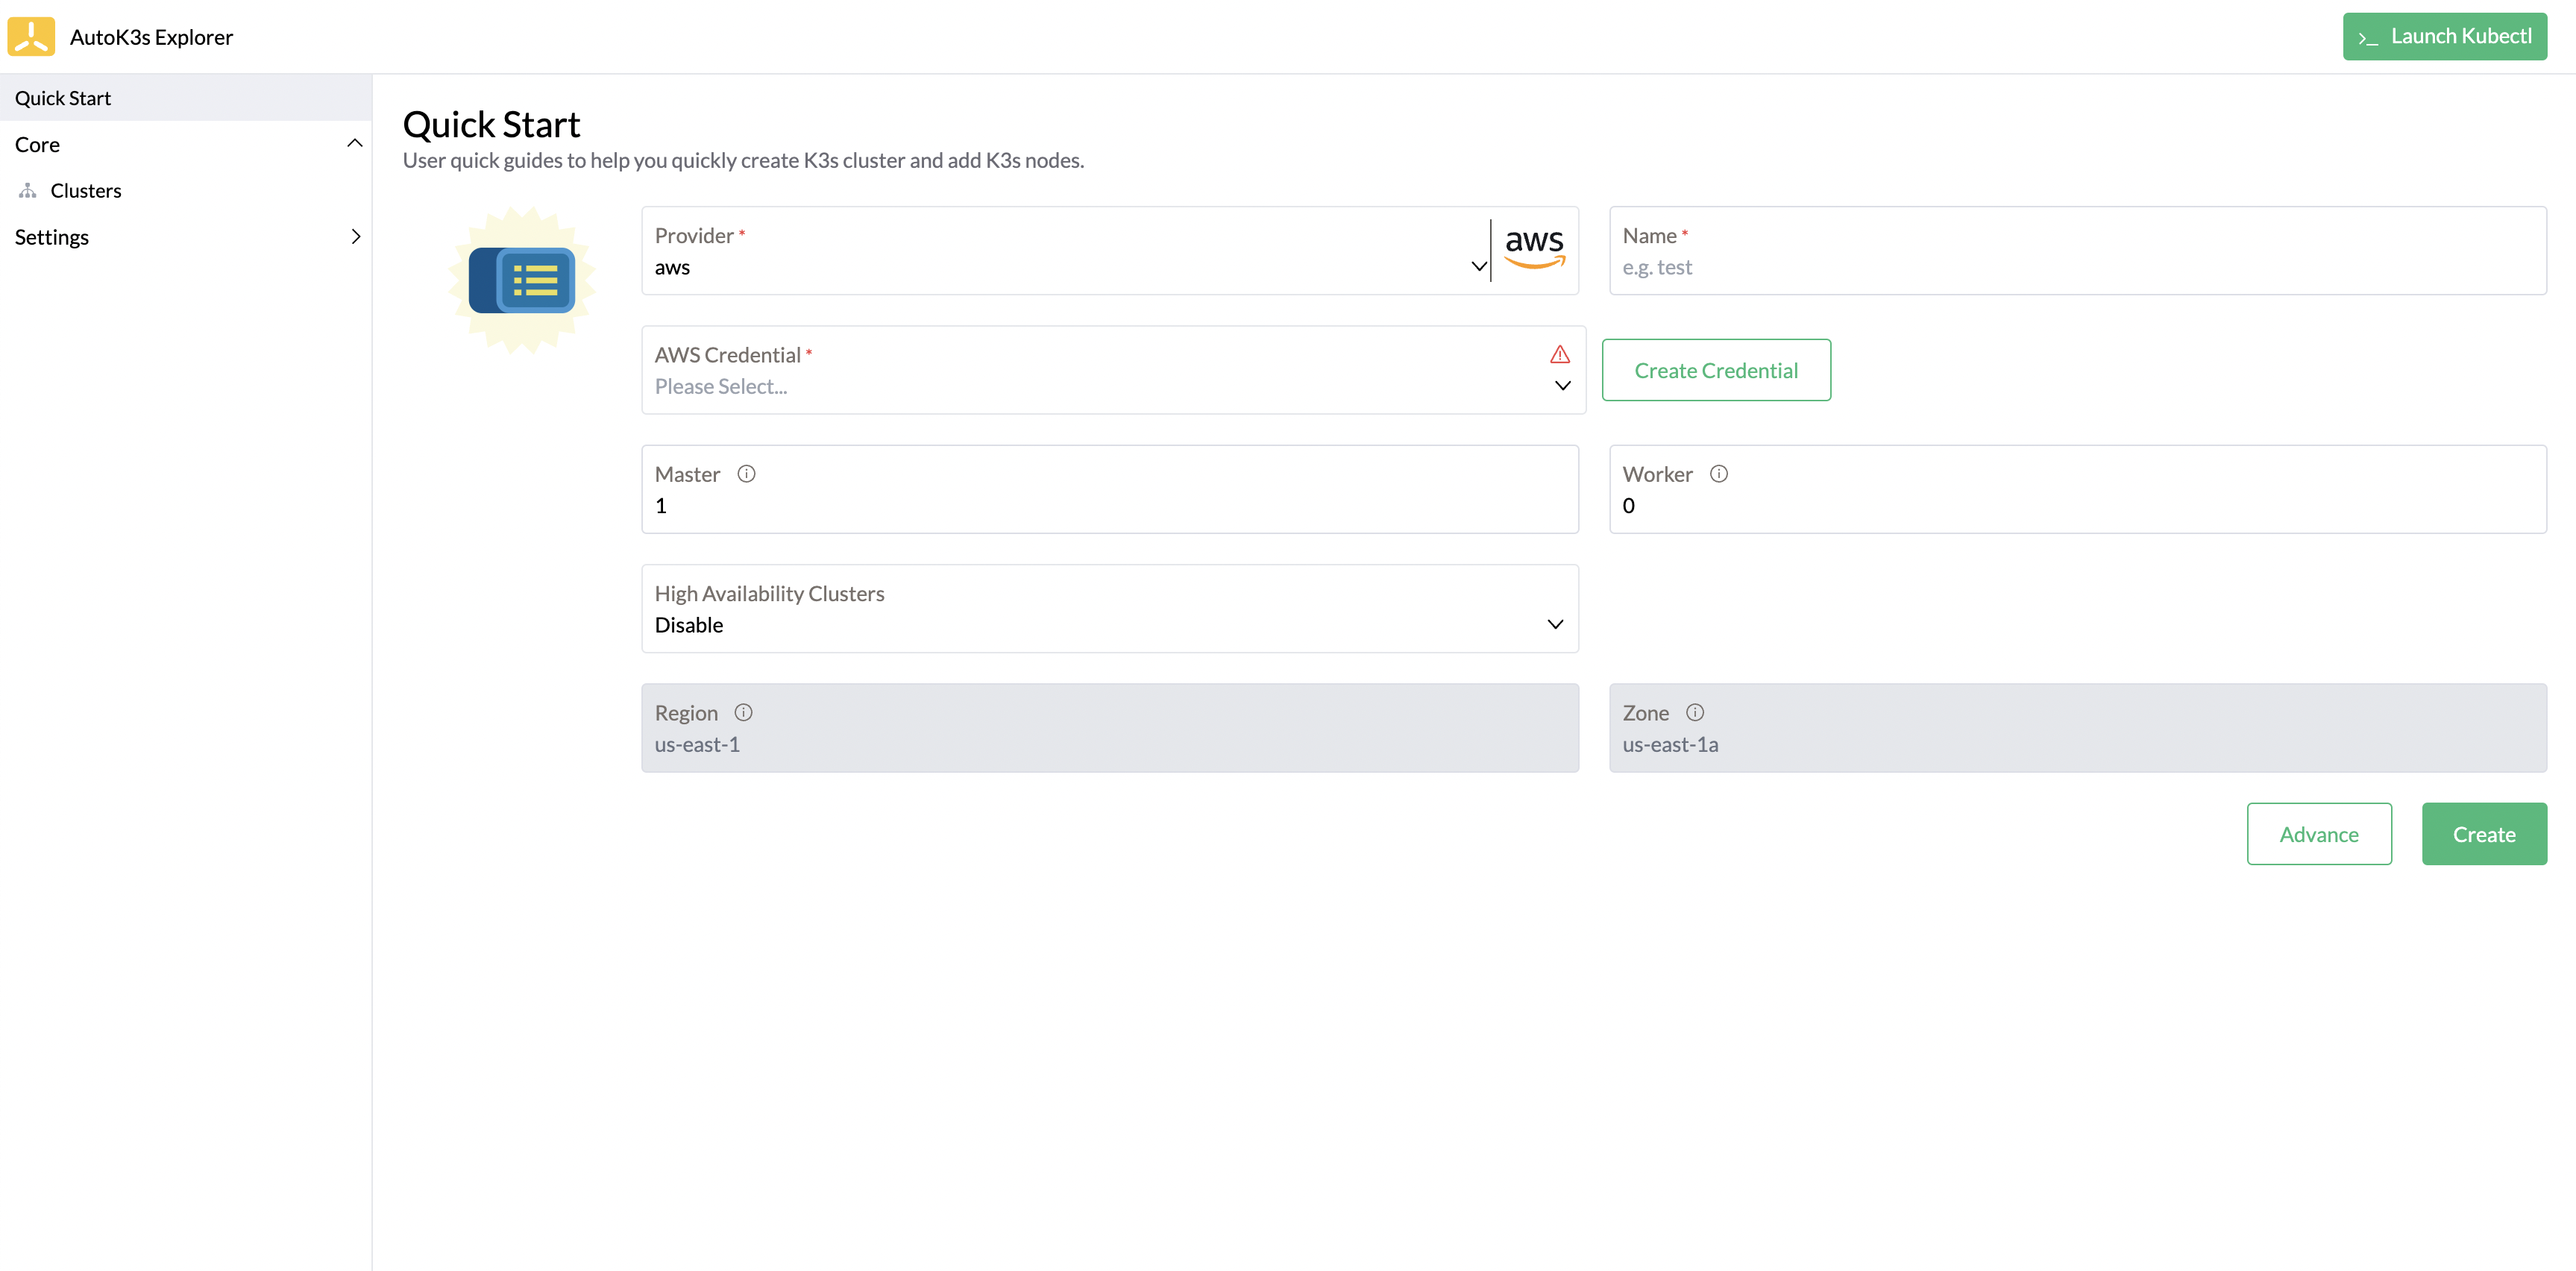 AutoK3s Explorer
>_ Launch Kubectl
Quick Start
Core
Clusters
Settings
Quick Start
User quick guides to help you quickly create K3s cluster and add K3s nodes.
Provider *
aws
aws
Name *
e.g. test
AWS Credential *
Please Select...
Create Credential
Master
1
Worker
0
High Availability Clusters
Disable
Region
us-east-1
Zone
us-east-1a
Advance
Create